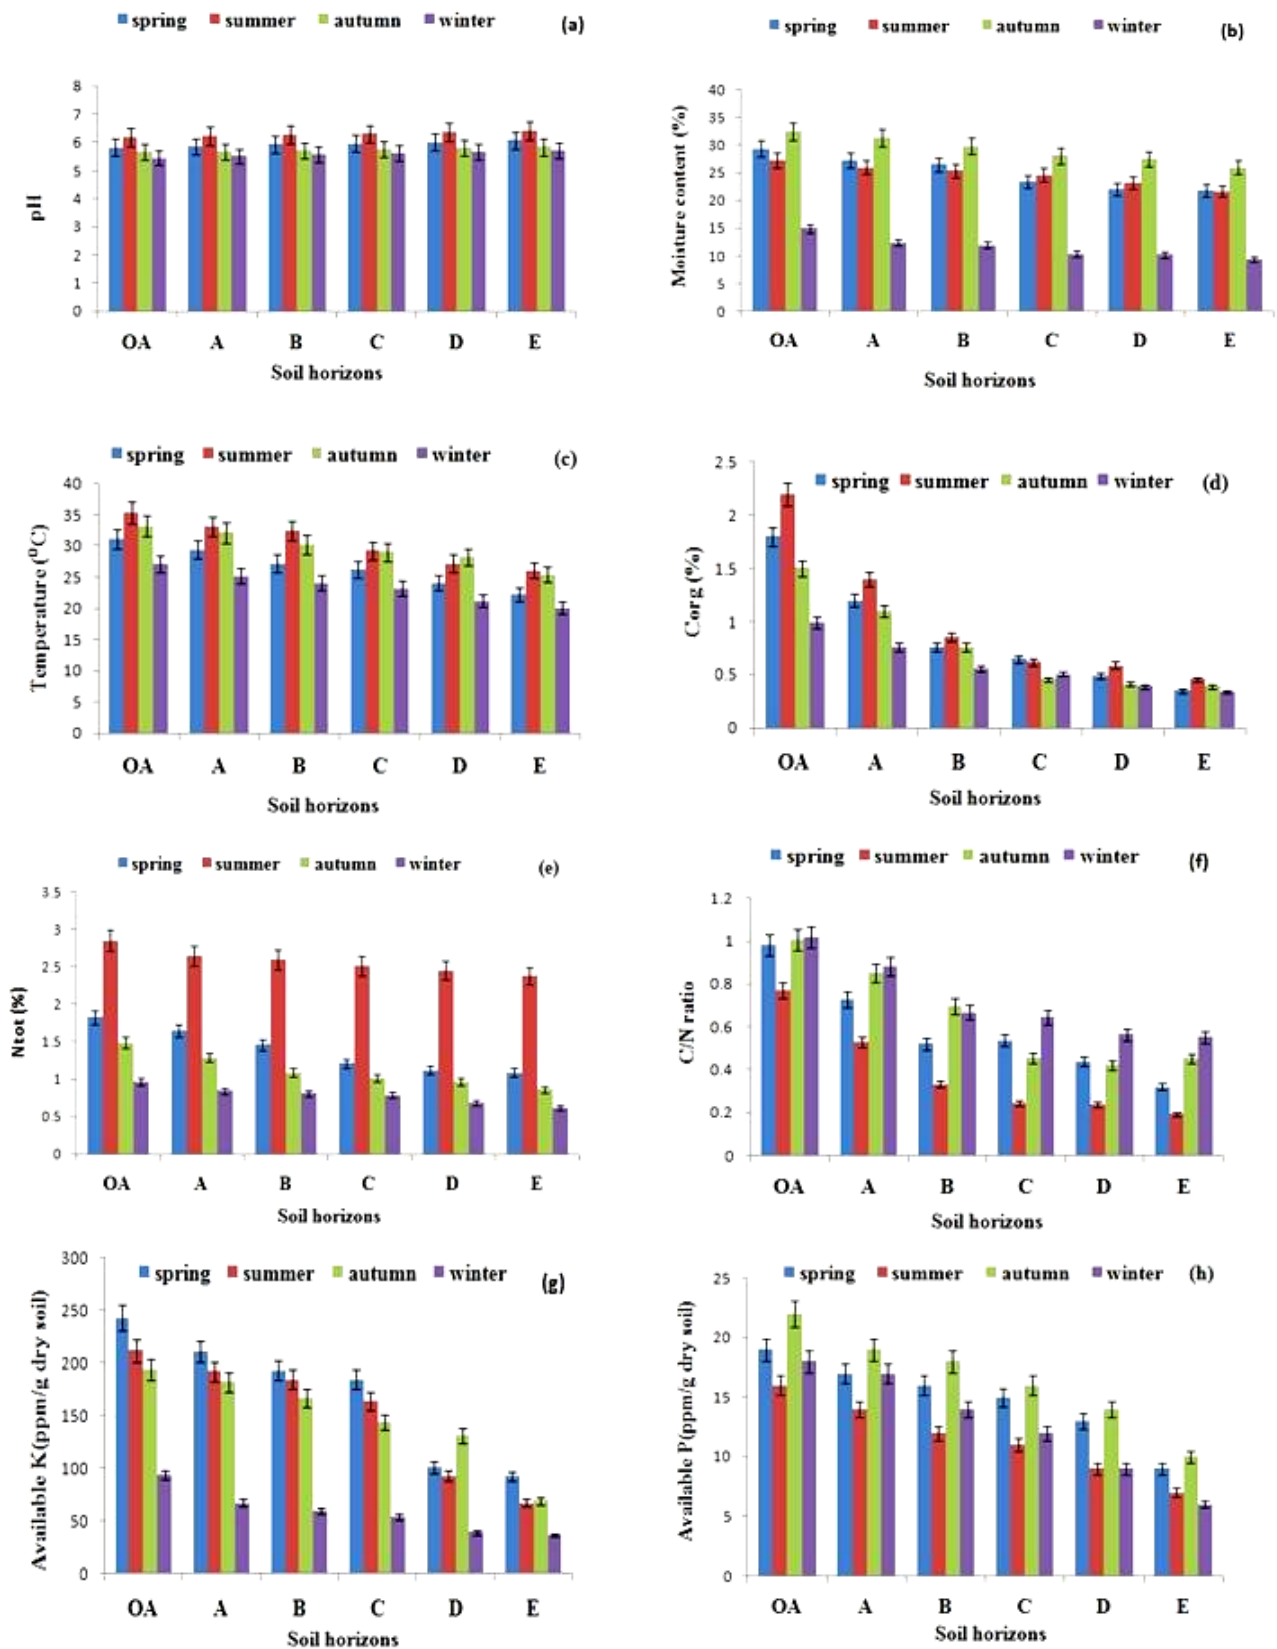 spring summer autumn winter (a)
8
7
6
5
4
3
2
1
0
pH
OA A B C D E
Soil horizons
spring summer autumn winter (b)
40
35
30
25
20
15
10
5
0
Moisture content (%)
OA A B C D E
Soil horizons
spring summer autumn winter (c)
40
35
30
25
20
15
10
5
0
Temperature (⁰C)
OA A B C D E
Soil horizons
spring summer autumn winter (d)
2.5
2
1.5
1
0.5
0
Corg (%)
OA A B C D E
Soil horizons
spring summer autumn winter (e)
3.5
3
2.5
2
1.5
1
0.5
0
Ntot (%)
OA A B C D E
Soil horizons
spring summer autumn winter (f)
1.2
1
0.8
0.6
0.4
0.2
0
C/N ratio
OA A B C D E
Soil horizons
spring summer autumn winter (g)
300
250
200
150
100
50
0
Available K(ppm/g dry soil)
OA A B C D E
Soil horizons
spring summer autumn winter (h)
25
20
15
10
5
0
Available P(ppm/g dry soil)
OA A B C D E
Soil horizons